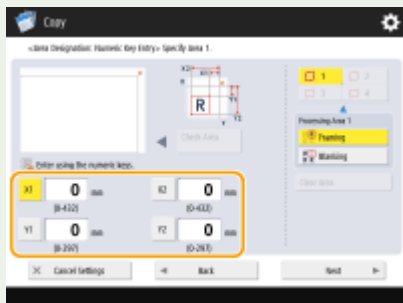 Copy
<Area Designation: Numeric Key Entry> Specify Area 1.
X2
X1
R
Y1
Y2
Y
1
2
3
4
Check Area
Processing Area 1
Framing
Blanking
Clear Area
Enter using the numeric keys.
X1 0 mm X2 0 mm
(0-432) (0-432)
Y1 0 mm Y2 0 mm
(0-297) (0-297)
Cancel Settings
Back
Next